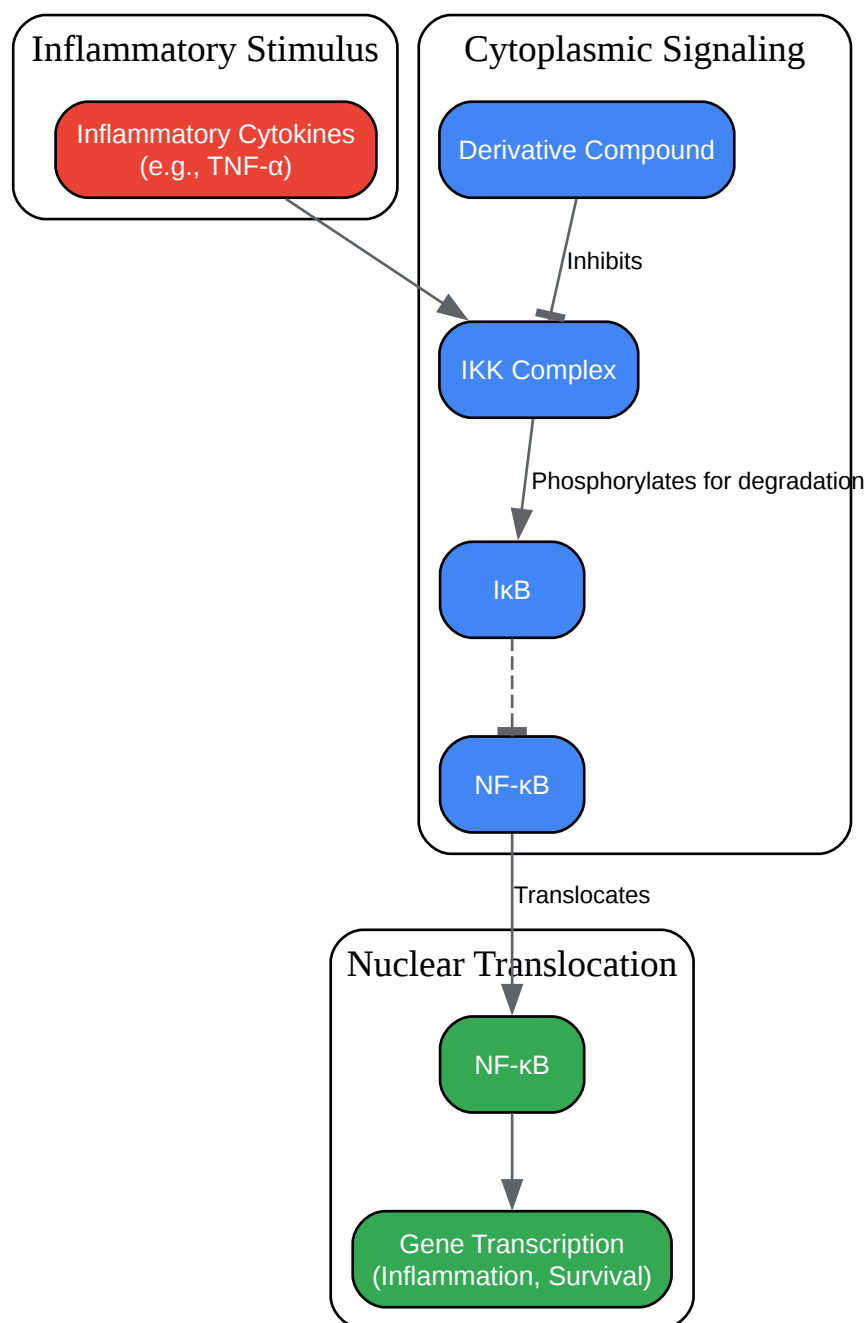 Inflammatory Stimulus
Cytoplasmic Signaling
Inflammatory Cytokines
(e.g., TNF-α)
Derivative Compound
Inhibits
IKK Complex
Phosphorylates for degradation
IκB
NF-κB
Translocates
Nuclear Translocation
NF-κB
Gene Transcription
(Inflammation, Survival)